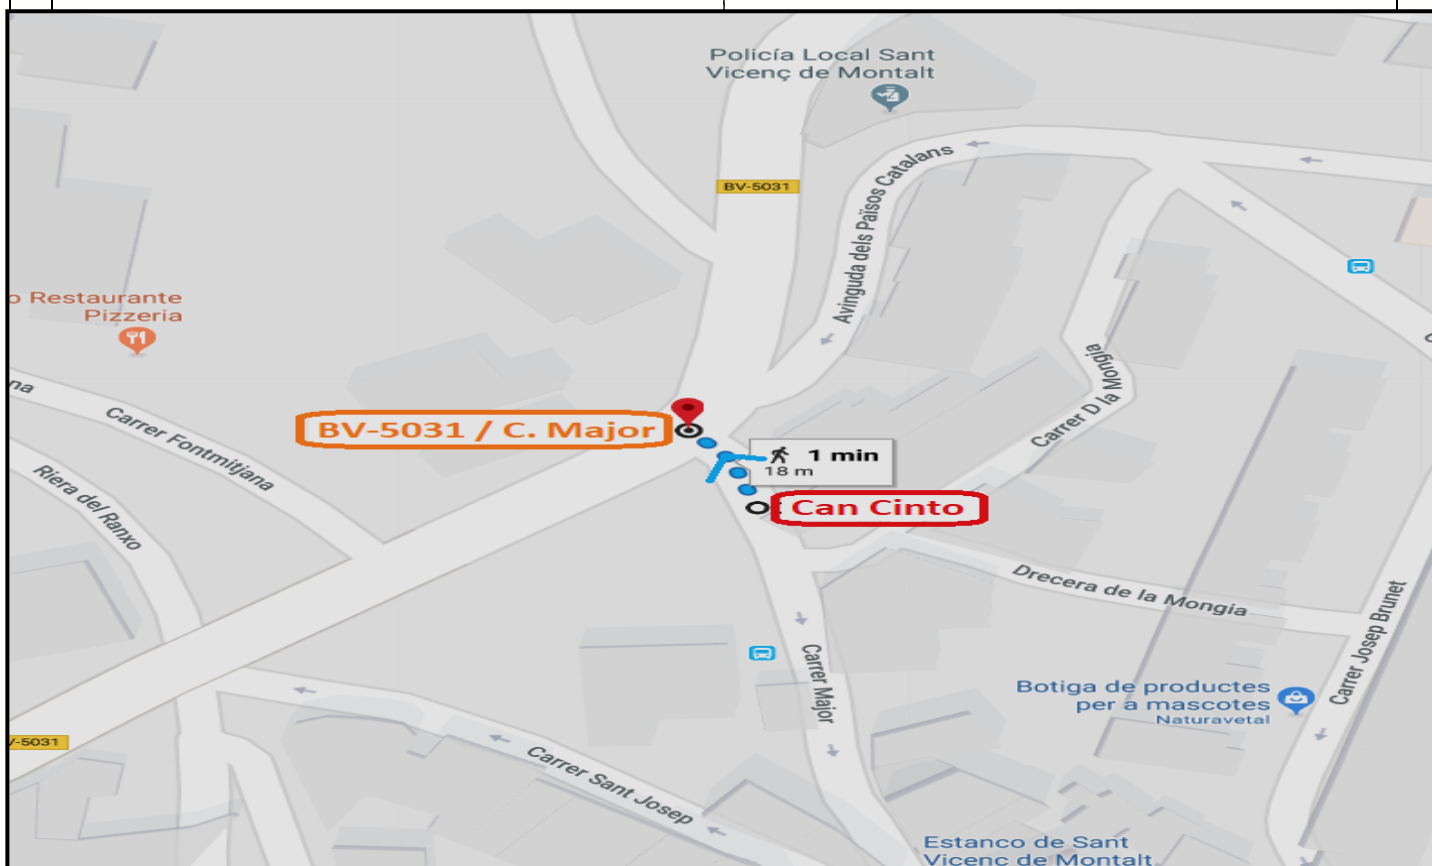 Policía Local Sant
Vicenç de Montalt
BV-5031
Avinguda dels Països Catalans
o Restaurante
Pizzeria
na
Carrer Fontmitjana
Riera del Ranxo
BV-5031 / C. Major
1 min
18 m
Can Cinto
Carrer D la Mongia
Drecera de la Mongia
Carrer Josep Brunet
Carrer Major
Botiga de productes
per a mascotes
Naturavetal
V-5031
Carrer Sant Josep
Estanco de Sant
Vicenç de Montalt